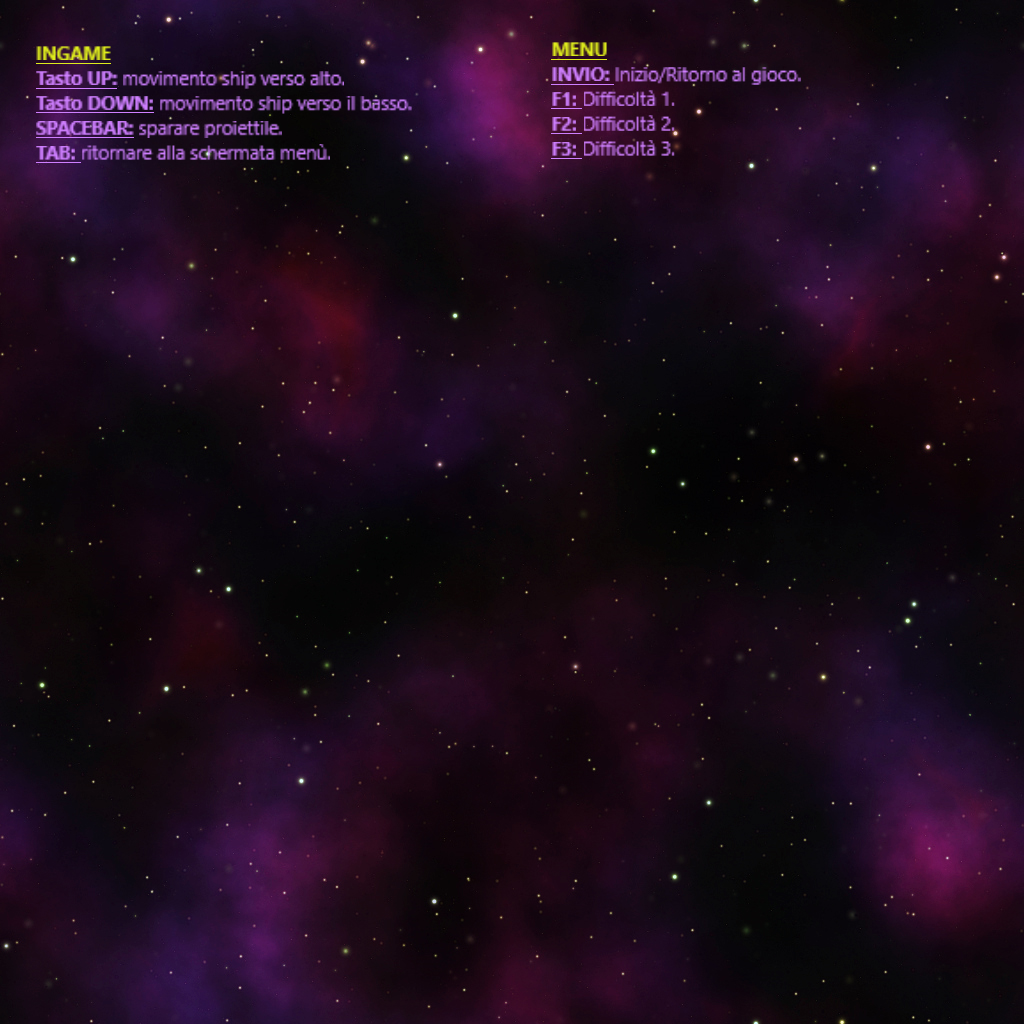 INGAME
Tasto UP: movimento ship verso alto.
Tasto DOWN: movimento ship verso il basso.
SPACEBAR: sparare proiettile.
TAB: ritornare alla schermata menù.
MENU
INVIO: Inizio/Ritorno al gioco.
F1: Difficoltà 1.
F2: Difficoltà 2.
F3: Difficoltà 3.